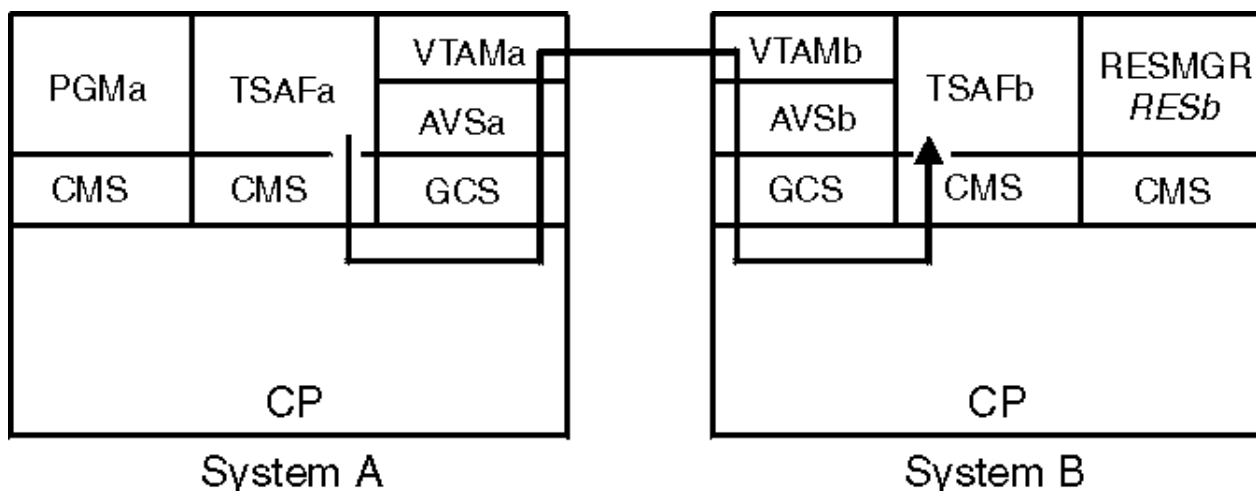 PGMa
TSAFa
VTAMa
AVSa
CMS
CMS
GCS
CP
System A
VTAMb
AVSb
TSAFb
RESMGR
RESb
GCS
CMS
CMS
CP
System B